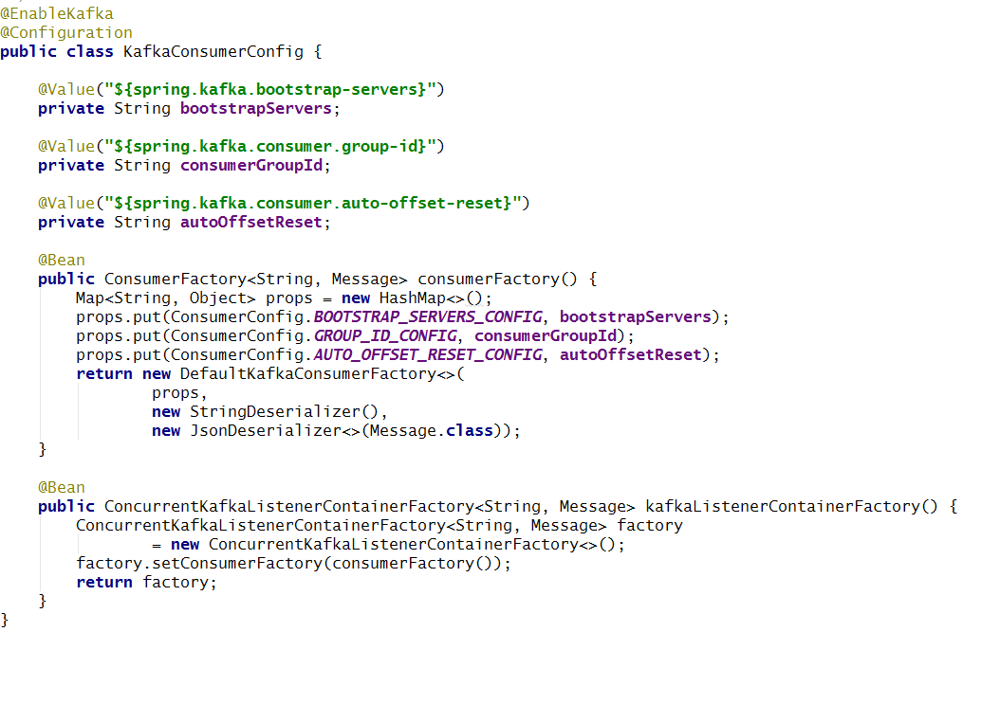 @EnableKafka
@Configuration
public class KafkaConsumerConfig {
@Value("${spring.kafka.bootstrap-servers}")
private String bootstrapServers;
@Value("${spring.kafka.consumer.group-id}")
private String consumerGroupId;
@Value("${spring.kafka.consumer.auto-offset-reset}")
private String autoOffsetReset;
@Bean
public ConsumerFactory<String, Message> consumerFactory() {
Map<String, Object> props = new HashMap<>();
props.put(ConsumerConfig.BOOTSTRAP_SERVERS_CONFIG, bootstrapServers);
props.put(ConsumerConfig.GROUP_ID_CONFIG, consumerGroupId);
props.put(ConsumerConfig.AUTO_OFFSET_RESET_CONFIG, autoOffsetReset);
return new DefaultKafkaConsumerFactory<>(
props,
new StringDeserializer(),
new JsonDeserializer<>(Message.class));
}
@Bean
public ConcurrentKafkaListenerContainerFactory<String, Message> kafkaListenerContainerFactory() {
ConcurrentKafkaListenerContainerFactory<String, Message> factory
= new ConcurrentKafkaListenerContainerFactory<>();
factory.setConsumerFactory(consumerFactory());
return factory;
}
}